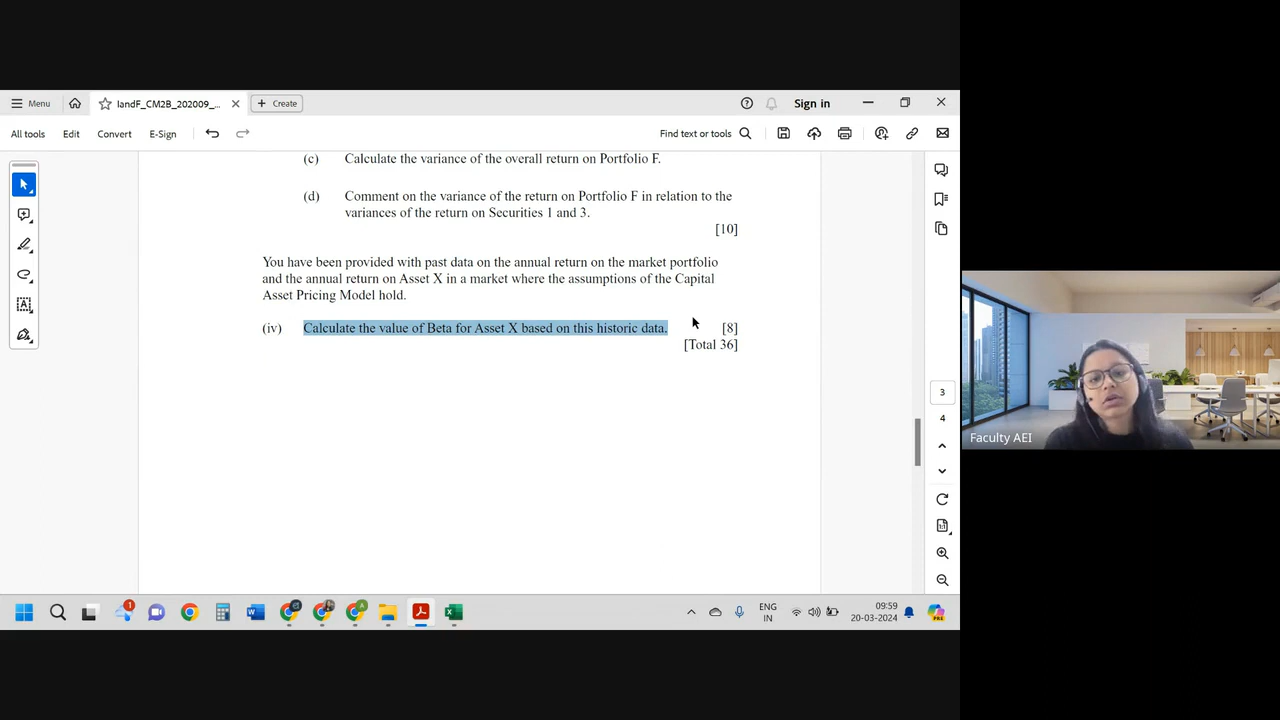 Menu
IandF_CM2B_202009_...
Create
Sign in
All tools
Edit
Convert
E-Sign
Find text or tools
(c) Calculate the variance of the overall return on Portfolio F.
(d) Comment on the variance of the return on Portfolio F in relation to the
variances of the return on Securities 1 and 3.
[10]
You have been provided with past data on the annual return on the market portfolio
and the annual return on Asset X in a market where the assumptions of the Capital
Asset Pricing Model hold.
(iv) Calculate the value of Beta for Asset X based on this historic data. [8]
[Total 36]
3
4
Faculty AEI
1
ENG
IN
09:59
20-03-2024
PRE